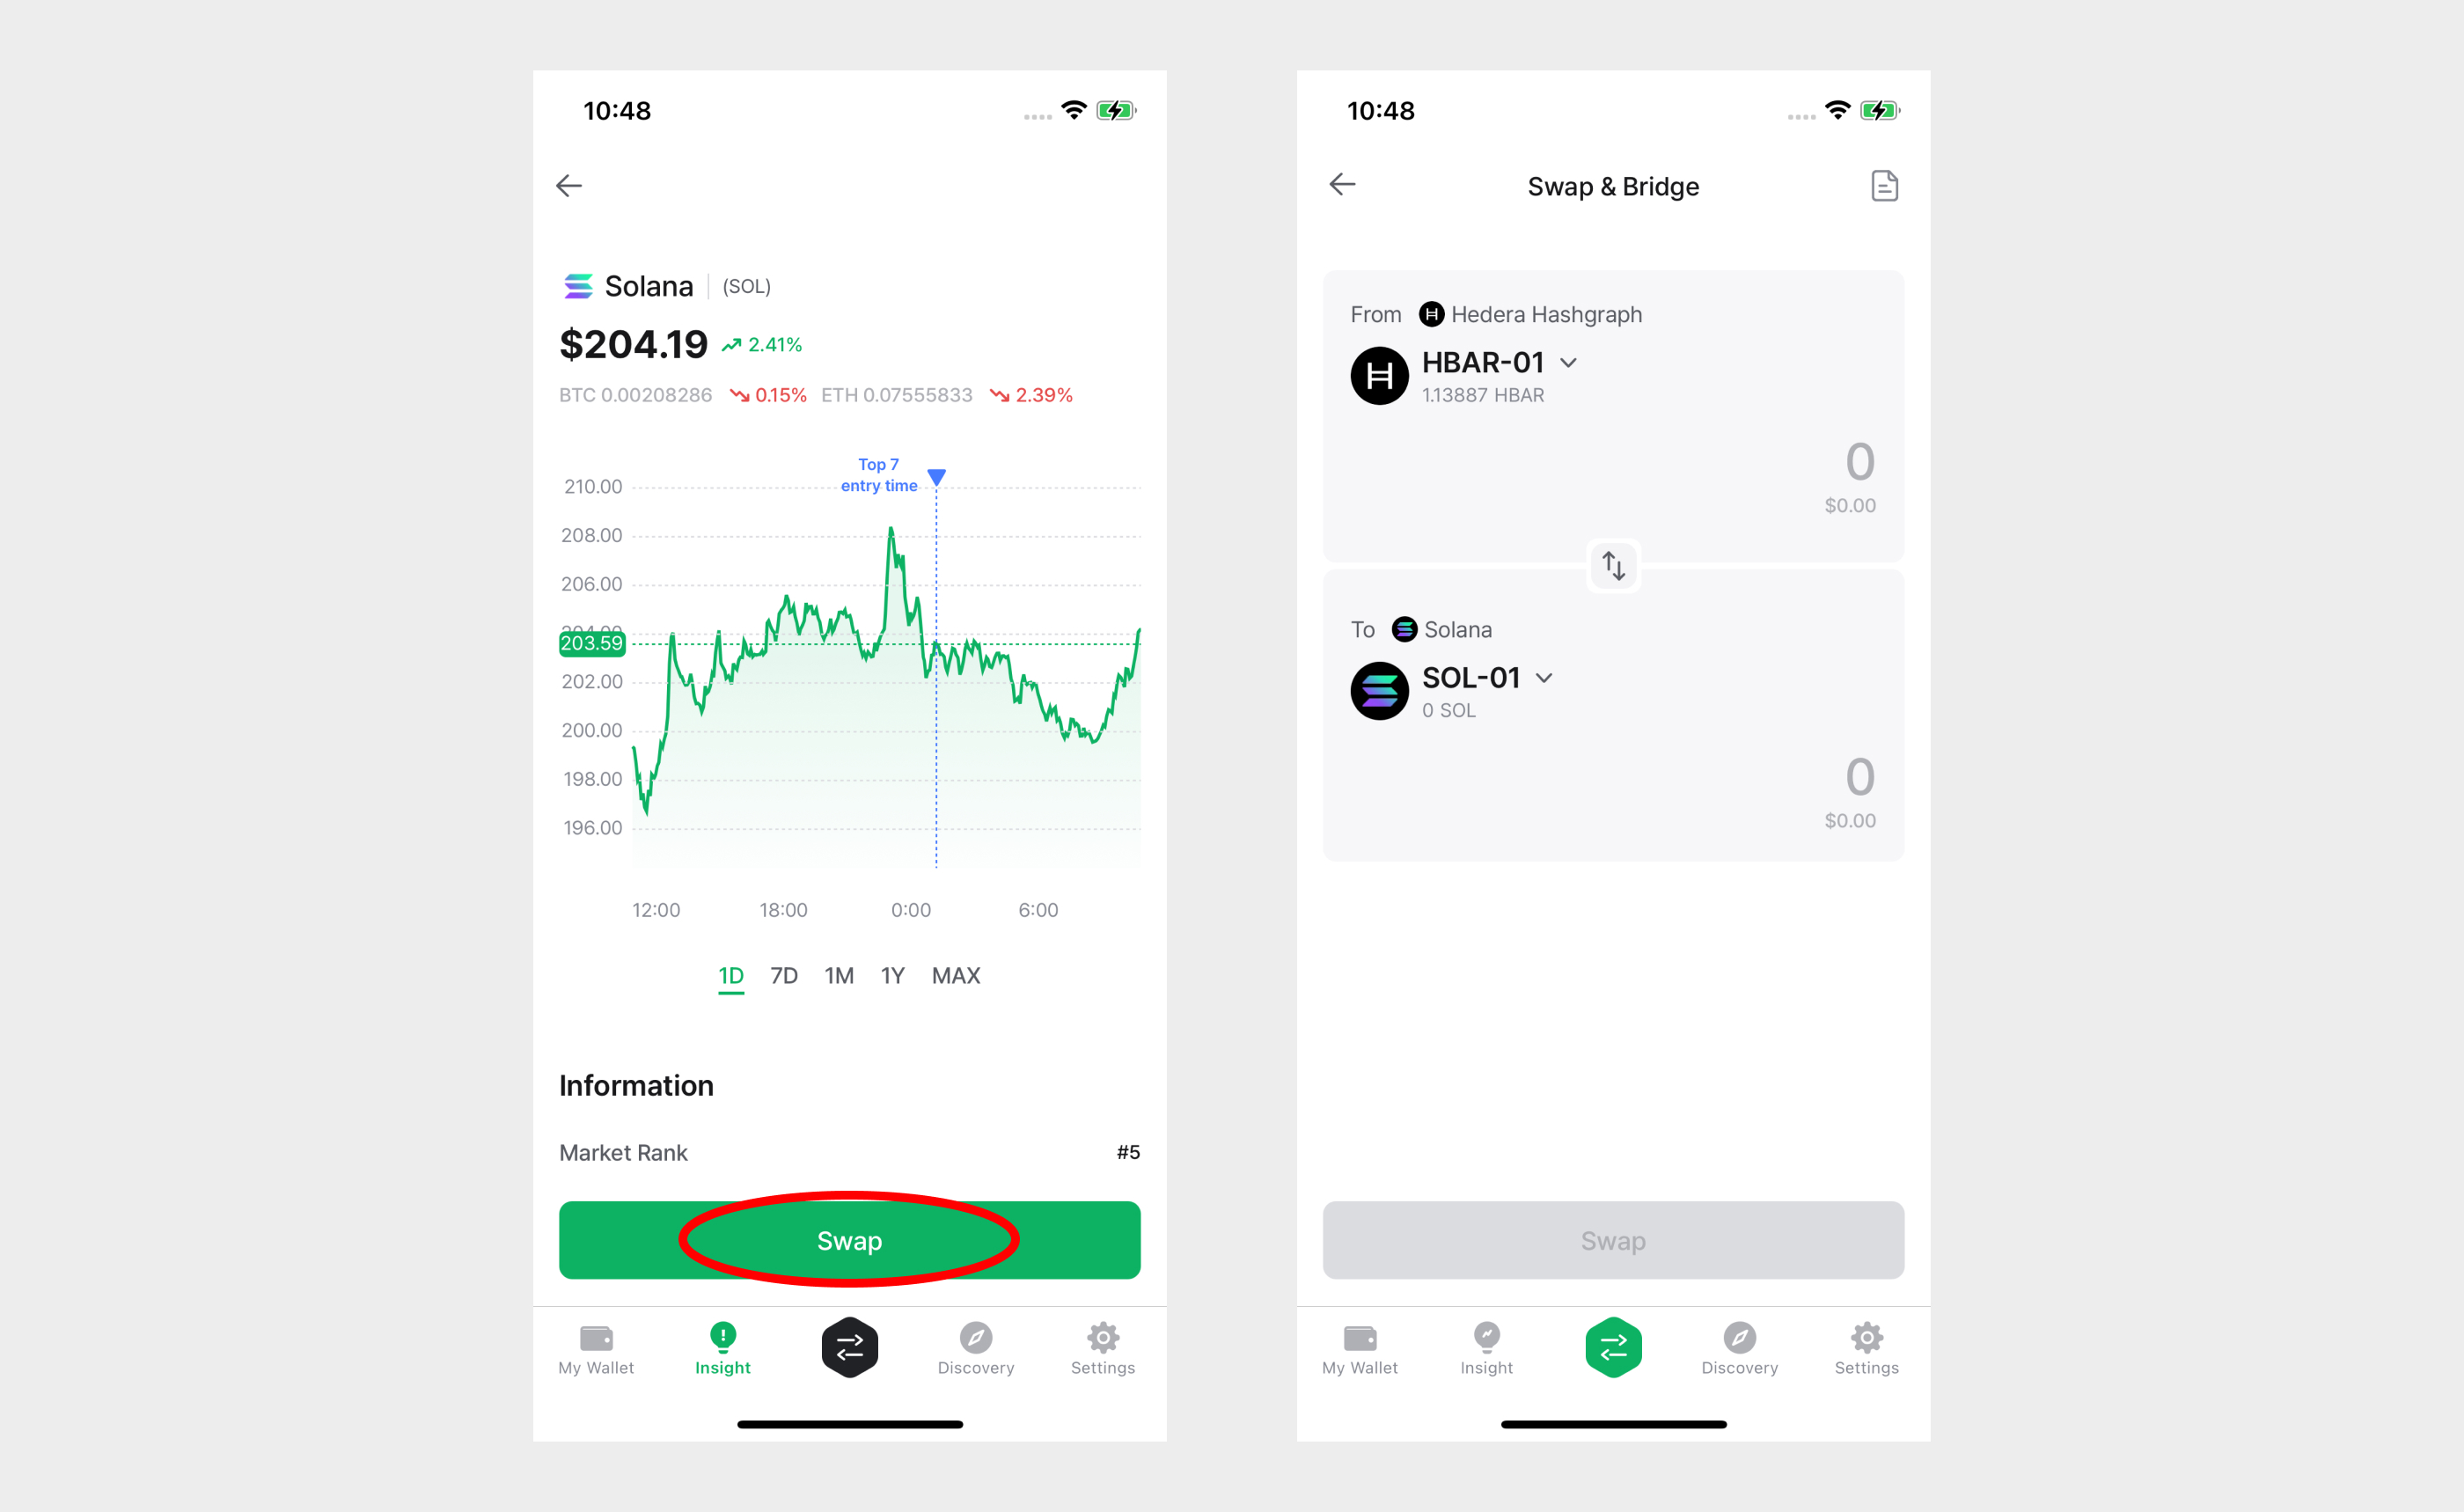 10:48
Solana (SOL)
$204.19 2.41%
BTC 0.00208286 0.15% ETH 0.07555833 2.39%
Top 7
entry time
210.00
208.00
206.00
204.00
203.59
202.00
200.00
198.00
196.00
12:00 18:00 0:00 6:00
1D 7D 1M 1Y MAX
Information
Market Rank #5
Swap
My Wallet Insight Discovery Settings
10:48
Swap & Bridge
From Hedera Hashgraph
HBAR-01
1.13887 HBAR
0
$0.00
To Solana
SOL-01
0 SOL
0
$0.00
Swap
My Wallet Insight Discovery Settings